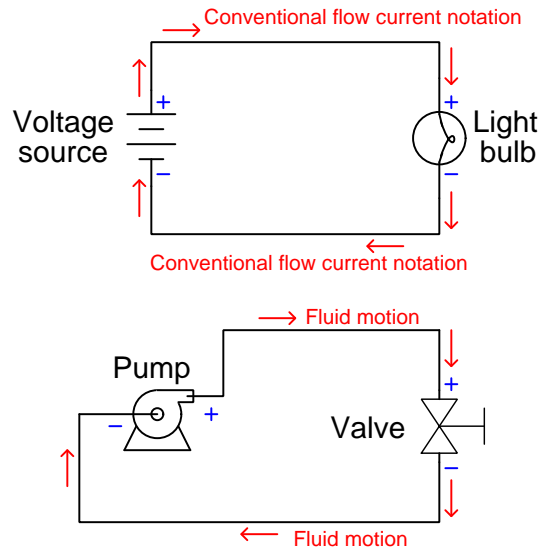 Conventional flow current notation
+
+
Voltage
source
Light
bulb
−
−
Conventional flow current notation
Fluid motion
Pump
+
−
+
Valve
−
Fluid motion